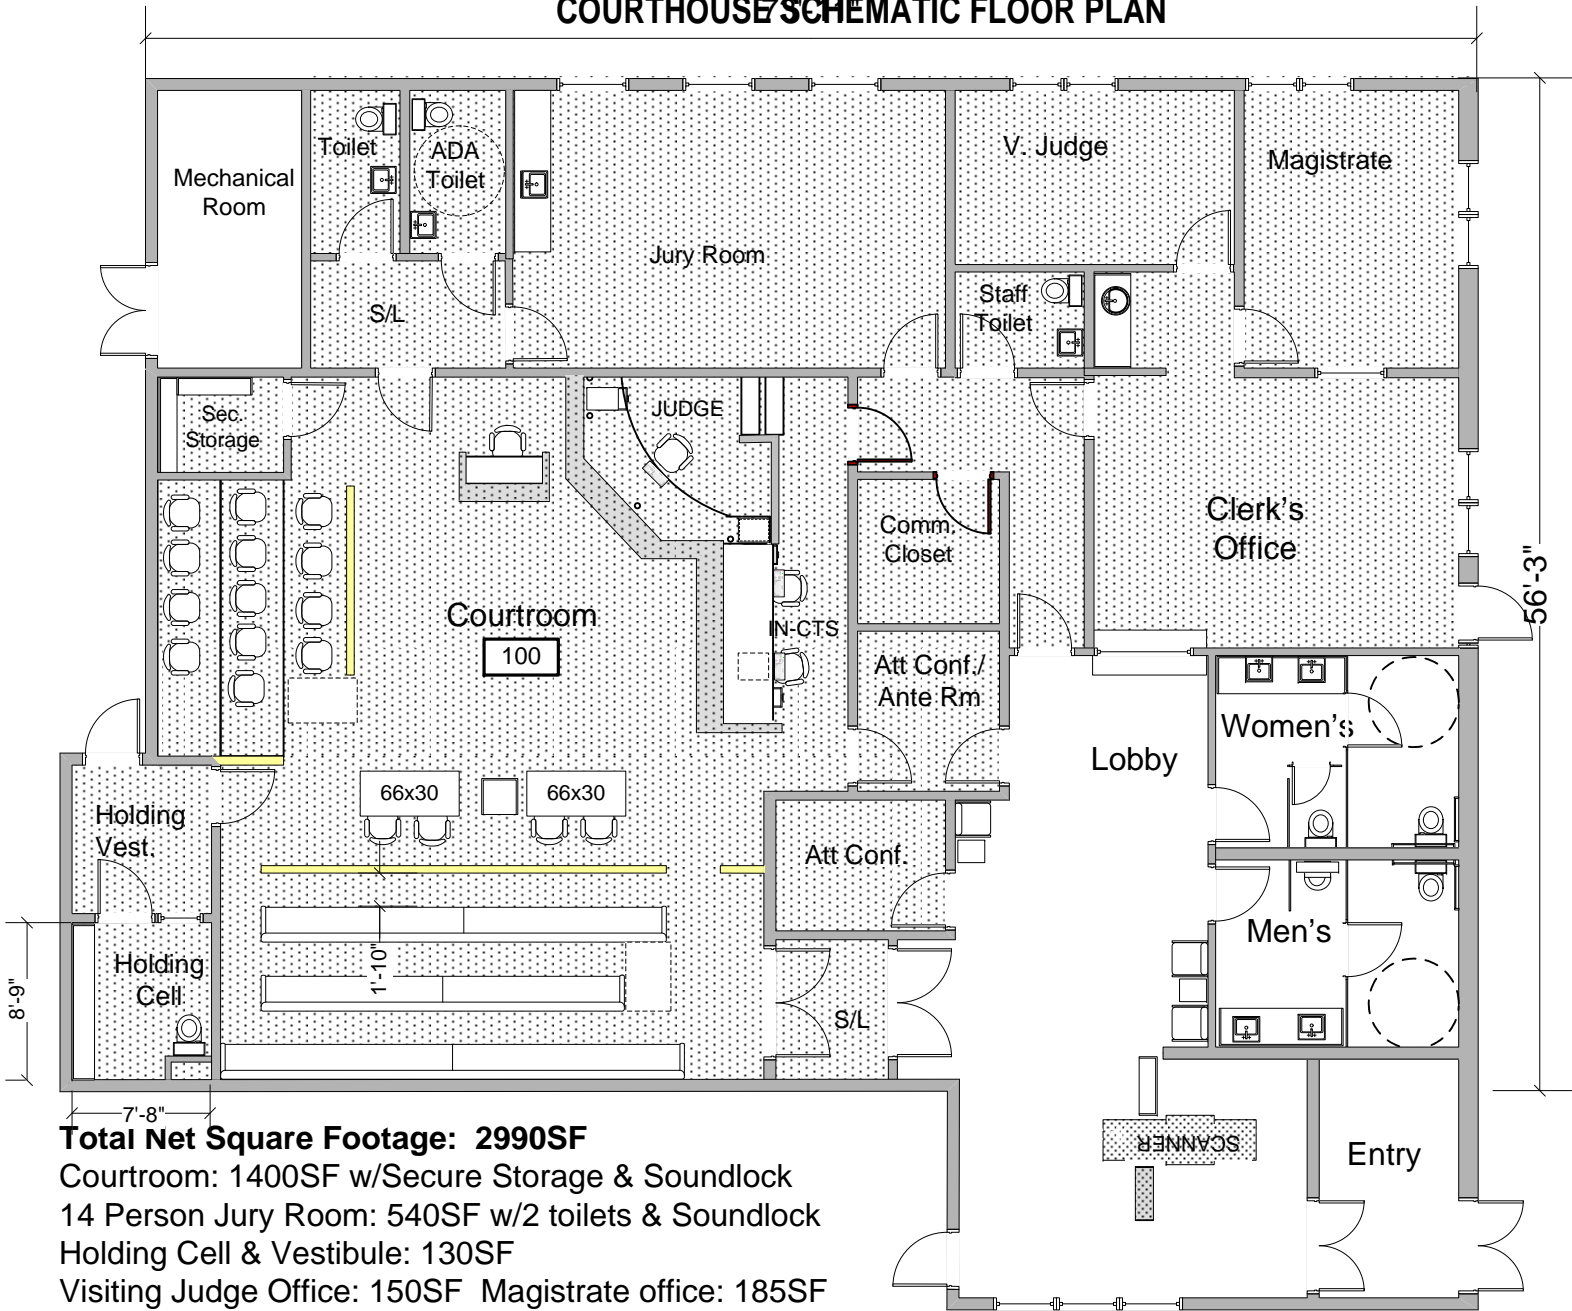 COURTHOUSE SCHEMATIC FLOOR PLAN
Toilet
ADA
Toilet
V. Judge
Magistrate
Mechanical
Room
Jury Room
Staff
Toilet
S/L
Sec.
Storage
JUDGE
Comm.
Closet
Clerk's
Office
56'-3"
Courtroom
100
IN-CTS
Att Conf./
Ante Rm
Women's
Lobby
66x30
66x30
Holding
Vest.
Att Conf.
Men's
1'-10"
Holding
Cell
8'-9"
S/L
7'-8"
SCANNER
Entry
Total Net Square Footage: 2990SF
Courtroom: 1400SF w/Secure Storage & Soundlock
14 Person Jury Room: 540SF w/2 toilets & Soundlock
Holding Cell & Vestibule: 130SF
Visiting Judge Office: 150SF Magistrate office: 185SF